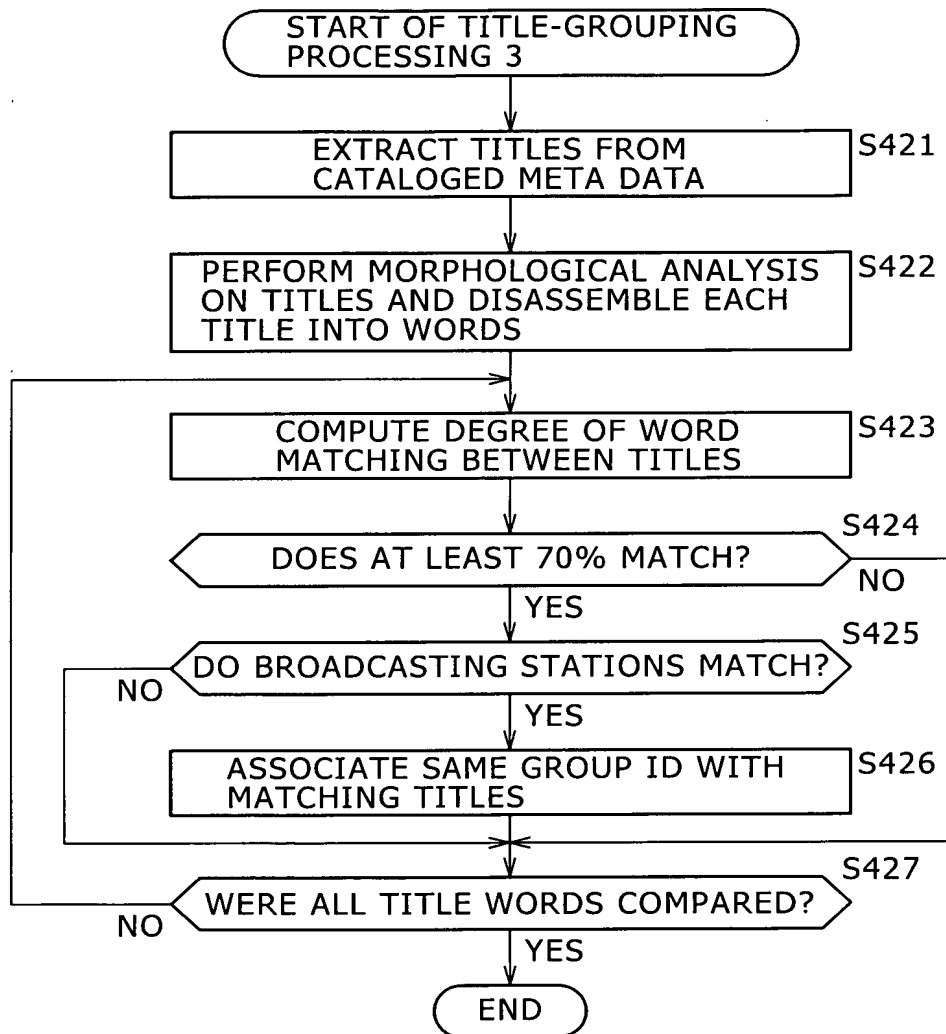 START OF TITLE-GROUPING
PROCESSING 3
EXTRACT TITLES FROM
CATALOGED META DATA
S421
PERFORM MORPHOLOGICAL ANALYSIS
ON TITLES AND DISASSEMBLE EACH
TITLE INTO WORDS
S422
COMPUTE DEGREE OF WORD
MATCHING BETWEEN TITLES
S423
DOES AT LEAST 70% MATCH?
S424
NO
YES
DO BROADCASTING STATIONS MATCH?
S425
NO
YES
ASSOCIATE SAME GROUP ID WITH
MATCHING TITLES
S426
WERE ALL TITLE WORDS COMPARED?
S427
NO
YES
END